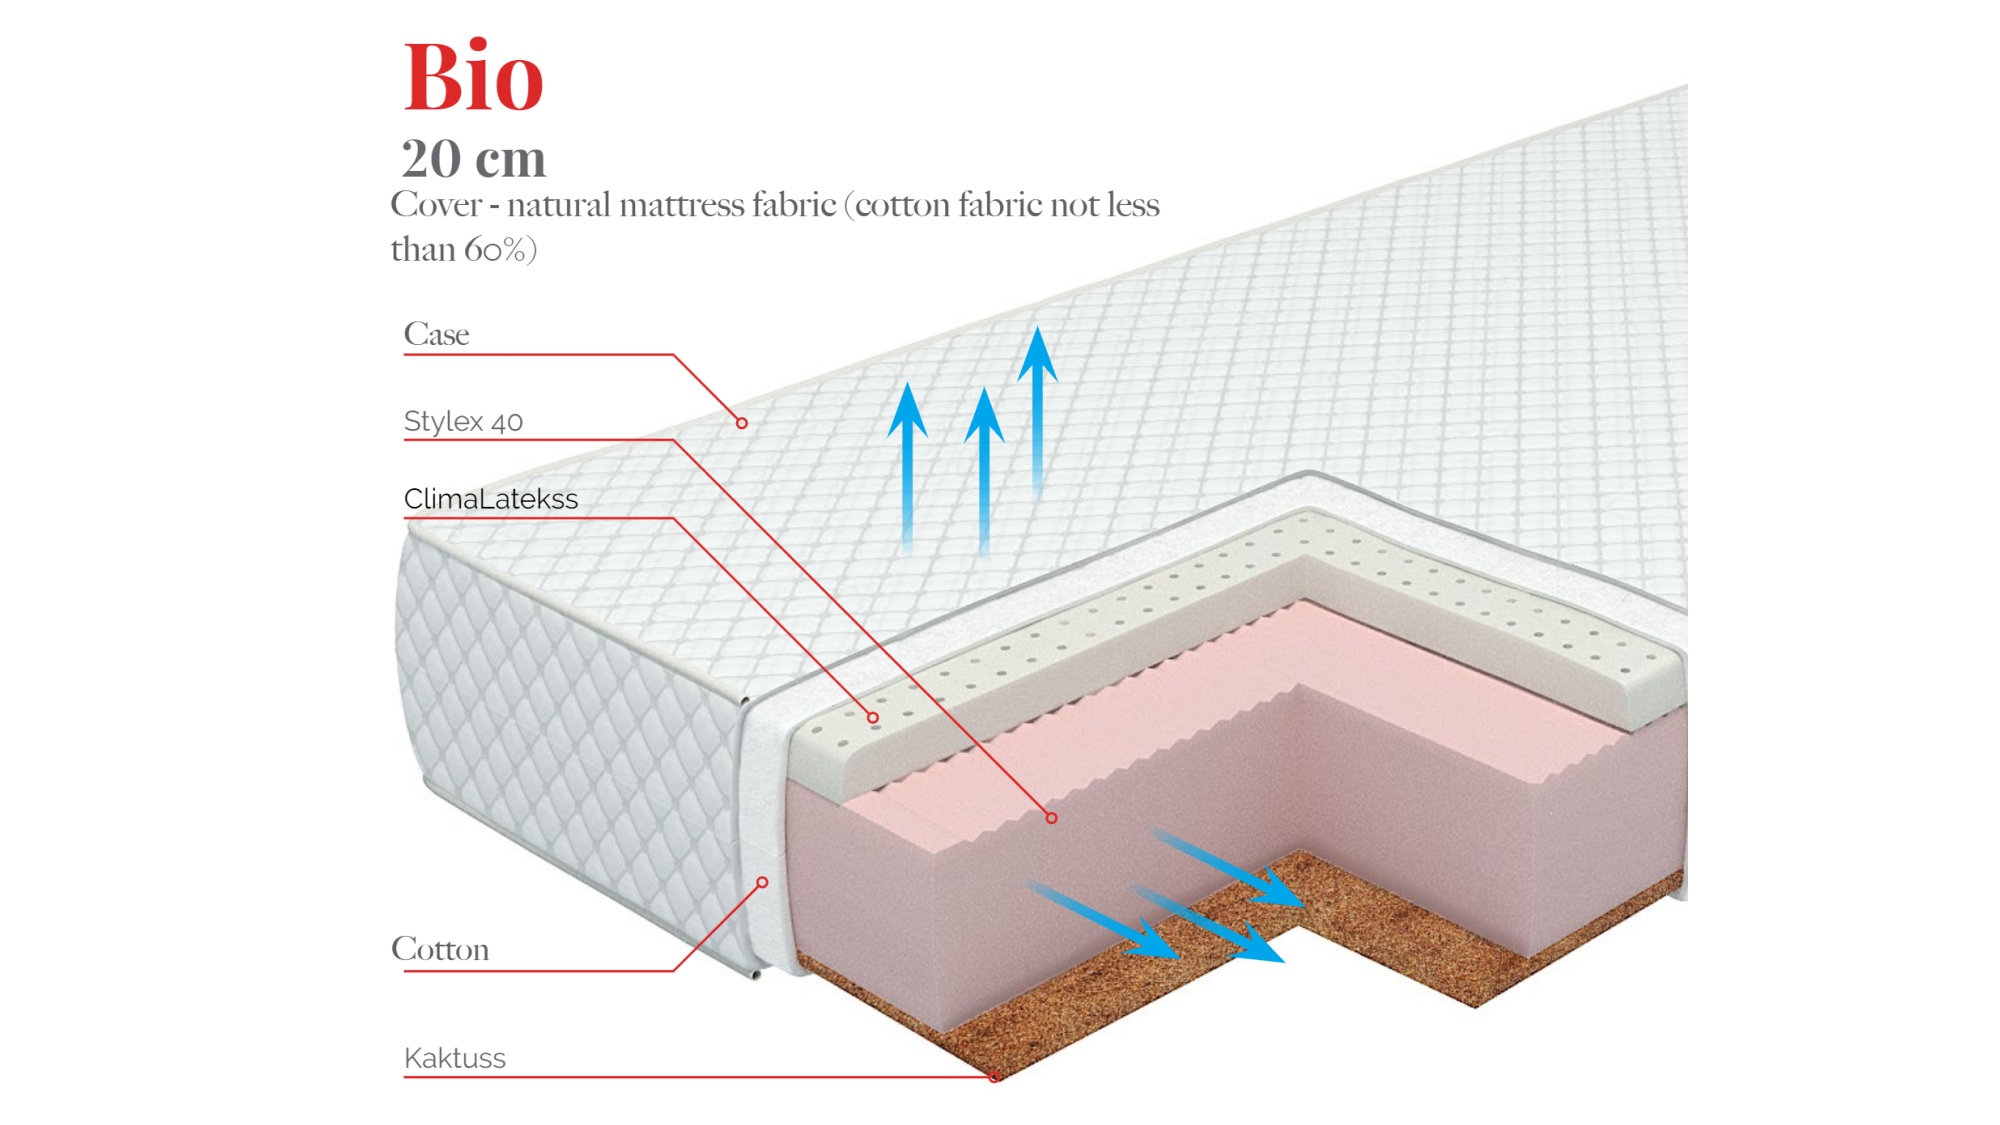 Bio
20 cm
Cover - natural mattress fabric (cotton fabric not less
than 60%)
Case
Stylex 40
ClimaLatekss
Cotton
Kaktuss